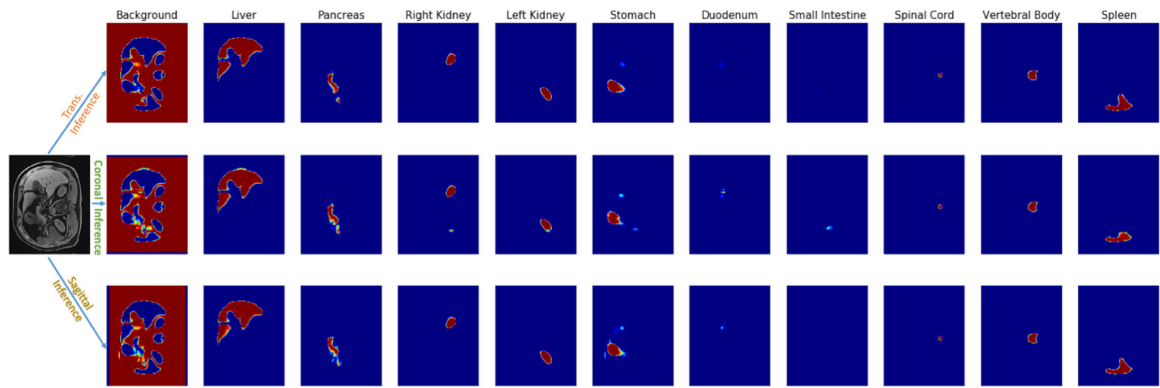 Background Liver Pancreas Right Kidney Left Kidney Stomach Duodenum Small Intestine Spinal Cord Vertebral Body Spleen
Trans.
Inference
Coronal Inference
Sagittal
Inference